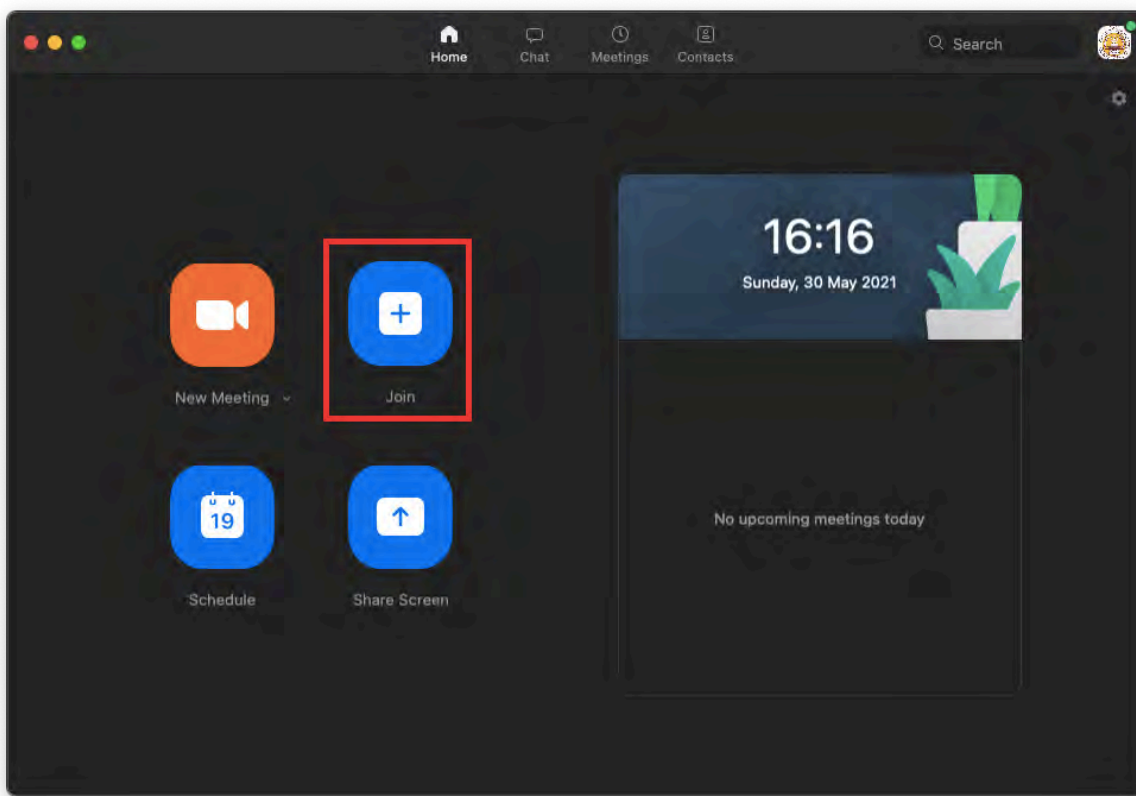 Home
Chat
Meetings
Contacts
Search
16:16
Sunday, 30 May 2021
New Meeting
Join
19
Schedule
Share Screen
No upcoming meetings today